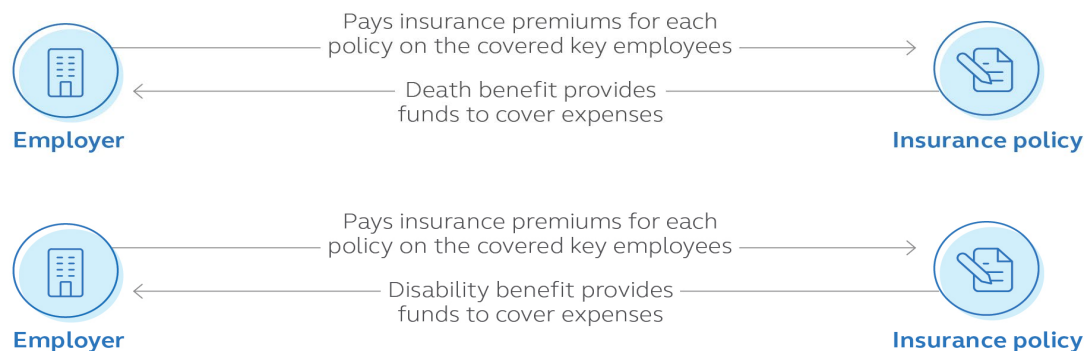 Pays insurance premiums for each
policy on the covered key employees
Death benefit provides
funds to cover expenses
Employer
Insurance policy
Pays insurance premiums for each
policy on the covered key employees
Disability benefit provides
funds to cover expenses
Employer
Insurance policy